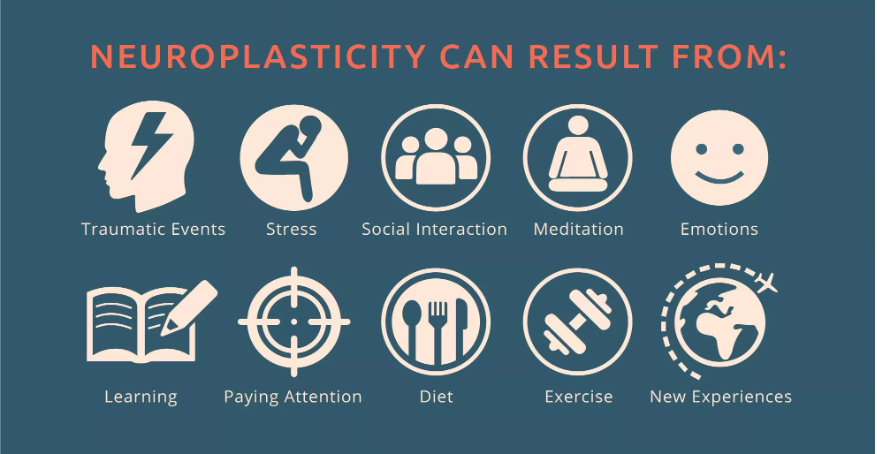 NEUROPLASTICITY CAN RESULT FROM:
Traumatic Events
Stress
Social Interaction
Meditation
Emotions
Learning
Paying Attention
Diet
Exercise
New Experiences